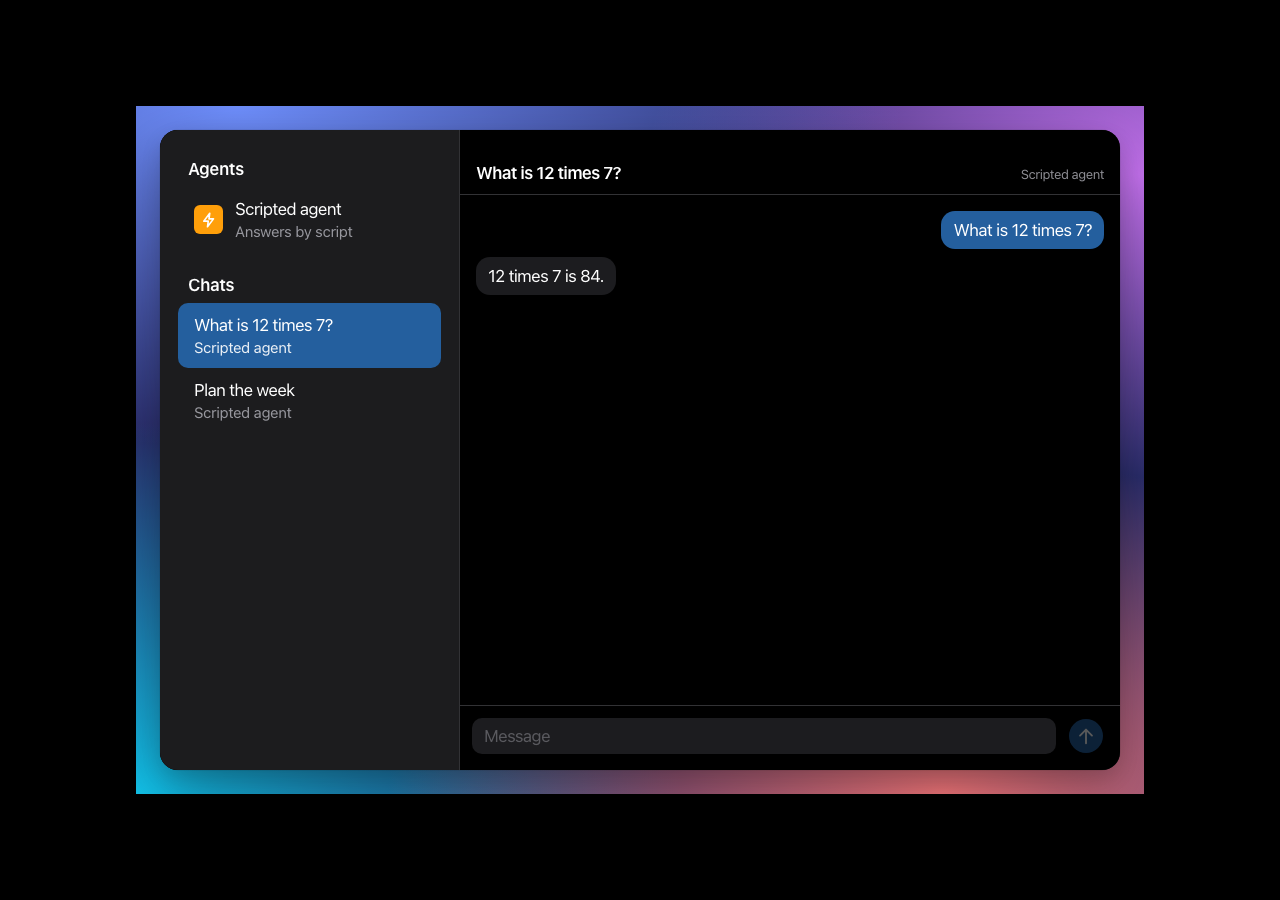 Agents
Scripted agent
Answers by script
Chats
What is 12 times 7?
Scripted agent
Plan the week
Scripted agent
What is 12 times 7?
Scripted agent
What is 12 times 7?
12 times 7 is 84.
Message